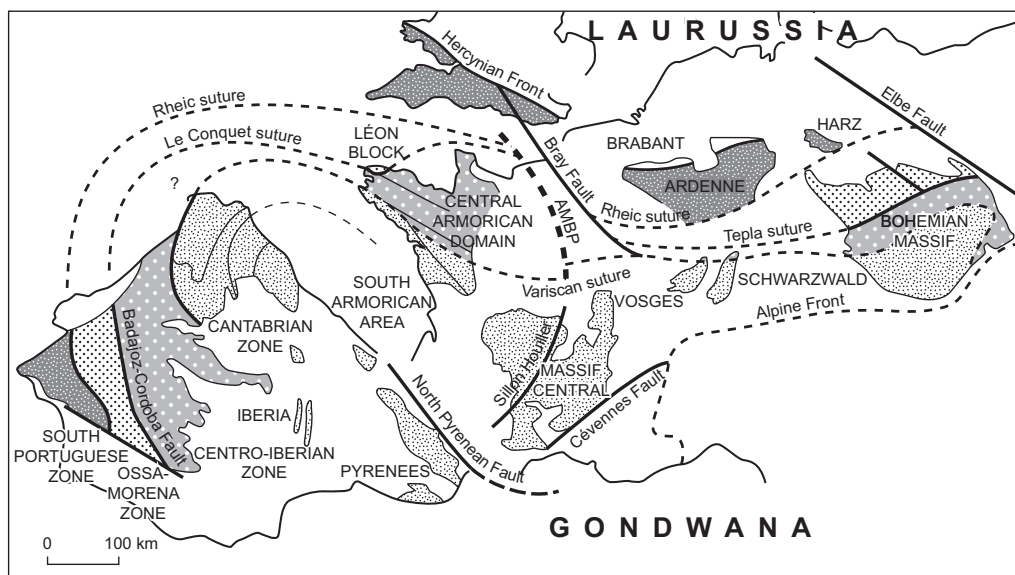 LAURUSSIA
Hercynian Front
Elbe Fault
Rheic suture
Le Conquet suture
LÉON
BLOCK
Bray Fault
BRABANT
HARZ
ARDENNE
?
CENTRAL
ARMORICAN
DOMAIN
AMBP
Rheic suture
Tepla suture
BOHEMIAN
MASSIF
Variscan suture
SOUTH
ARMORICAN
AREA
VOSGES
SCHWARZWALD
Alpine Front
Badajoz-Cordoba Fault
CANTABRIAN
ZONE
Sillon Houiller
MASSIF
CENTRAL
Cévennes Fault
North Pyrenean Fault
IBERIA
SOUTH
PORTUGUESE
ZONE
OSSA-
MORENA
ZONE
CENTRO-IBERIAN
ZONE
PYRENEES
GONDWANA
0 100 km